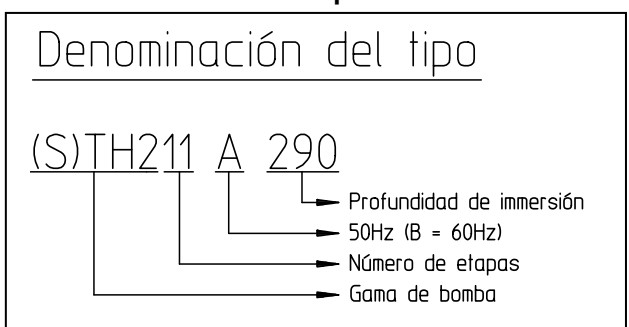 Denominación del tipo
(S)TH211 A 290
Profundidad de immersión
50Hz (B = 60Hz)
Número de etapas
Gama de bomba